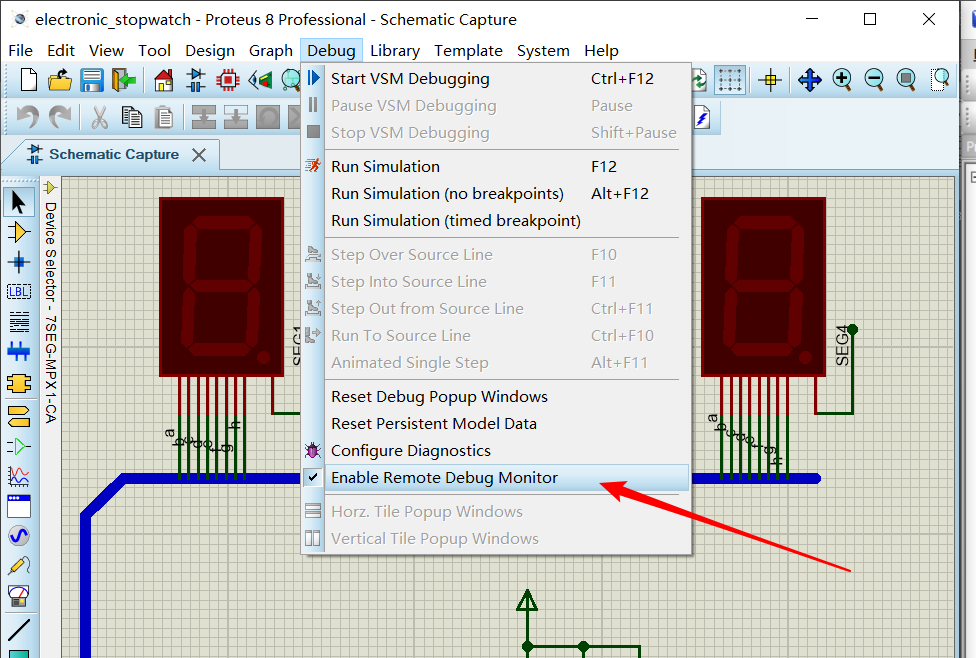 electronic_stopwatch - Proteus 8 Professional - Schematic Capture
File Edit View Tool Design Graph Debug Library Template System Help
Start VSM Debugging Ctrl+F12
Pause VSM Debugging Pause
Stop VSM Debugging Shift+Pause
Schematic Capture
Run Simulation F12
Run Simulation (no breakpoints) Alt+F12
Run Simulation (timed breakpoint)
Step Over Source Line F10
Step Into Source Line F11
Step Out from Source Line Ctrl+F11
Run To Source Line Ctrl+F10
Animated Single Step Alt+F11
Reset Debug Popup Windows
Reset Persistent Model Data
Configure Diagnostics
Enable Remote Debug Monitor
Horz. Tile Popup Windows
Vertical Tile Popup Windows
LBL
Device Selector - 7SEG-MPX1-CA
SEG1
a
b
c
d
e
f
g
h
SEG4
a
b
c
d
e
f
g
h